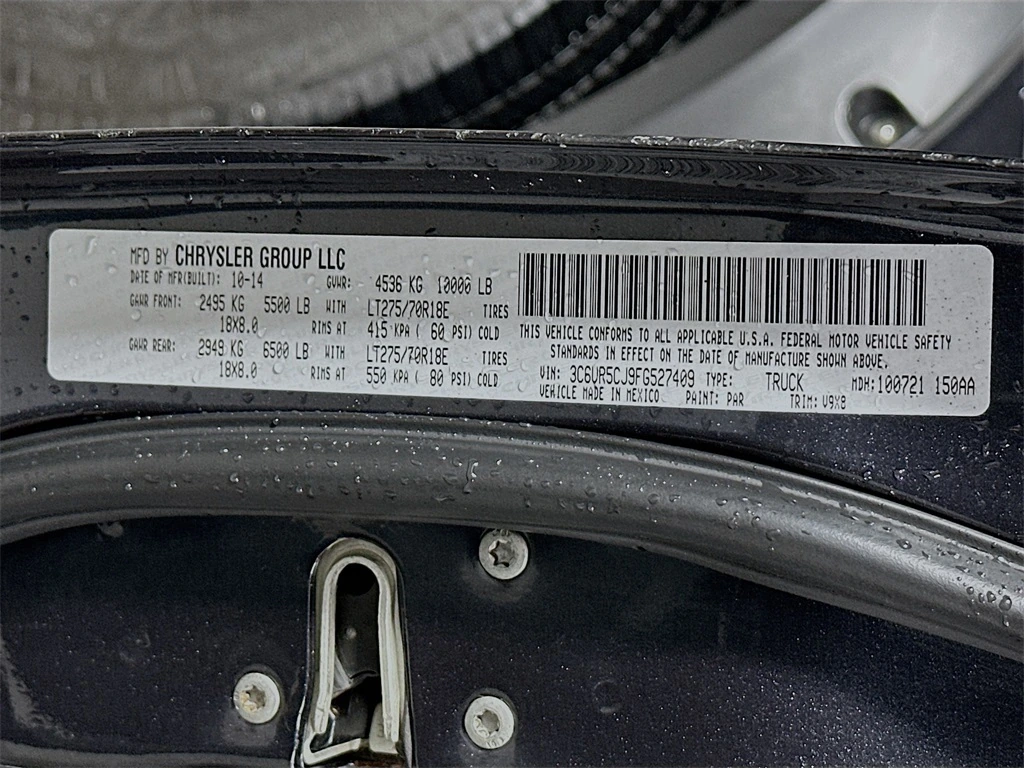 MFD BY CHRYSLER GROUP LLC
DATE OF MFR(BUILT): 10-14 GVWR: 4536 KG 10000 LB
GAWR FRONT: 2495 KG 5500 LB WITH LT275/70R18E TIRES
18X8.0 RIMS AT 415 KPA ( 60 PSI) COLD
GAWR REAR: 2949 KG 6500 LB WITH LT275/70R18E TIRES
18X8.0 RIMS AT 550 KPA ( 80 PSI) COLD
THIS VEHICLE CONFORMS TO ALL APPLICABLE U.S.A. FEDERAL MOTOR VEHICLE SAFETY
STANDARDS IN EFFECT ON THE DATE OF MANUFACTURE SHOWN ABOVE.
VIN: 3C6UR5CJ9FG527409 TYPE: TRUCK MDH:100721 150AA
VEHICLE MADE IN MEXICO PAINT: PAR TRIM: V9X8